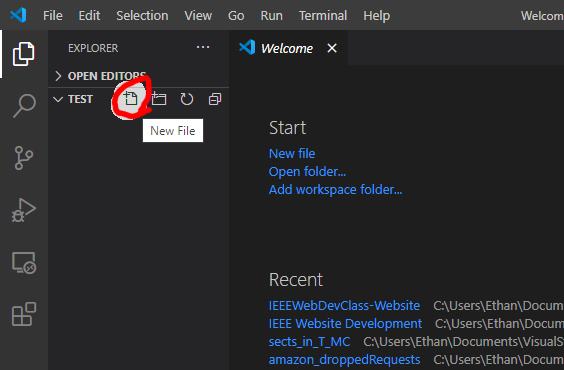 File Edit Selection View Go Run Terminal Help Welcom
EXPLORER
Welcome
OPEN EDITORS
TEST
New File
Start
New file
Open folder...
Add workspace folder...
Recent
IEEEWebDevClass-Website C:\Users\Ethan\Docum
IEEE Website Development C:\Users\Ethan\Docum
sects_in_T_MC C:\Users\Ethan\Documents\VisualS
amazon_droppedRequests C:\Users\Ethan\Docume